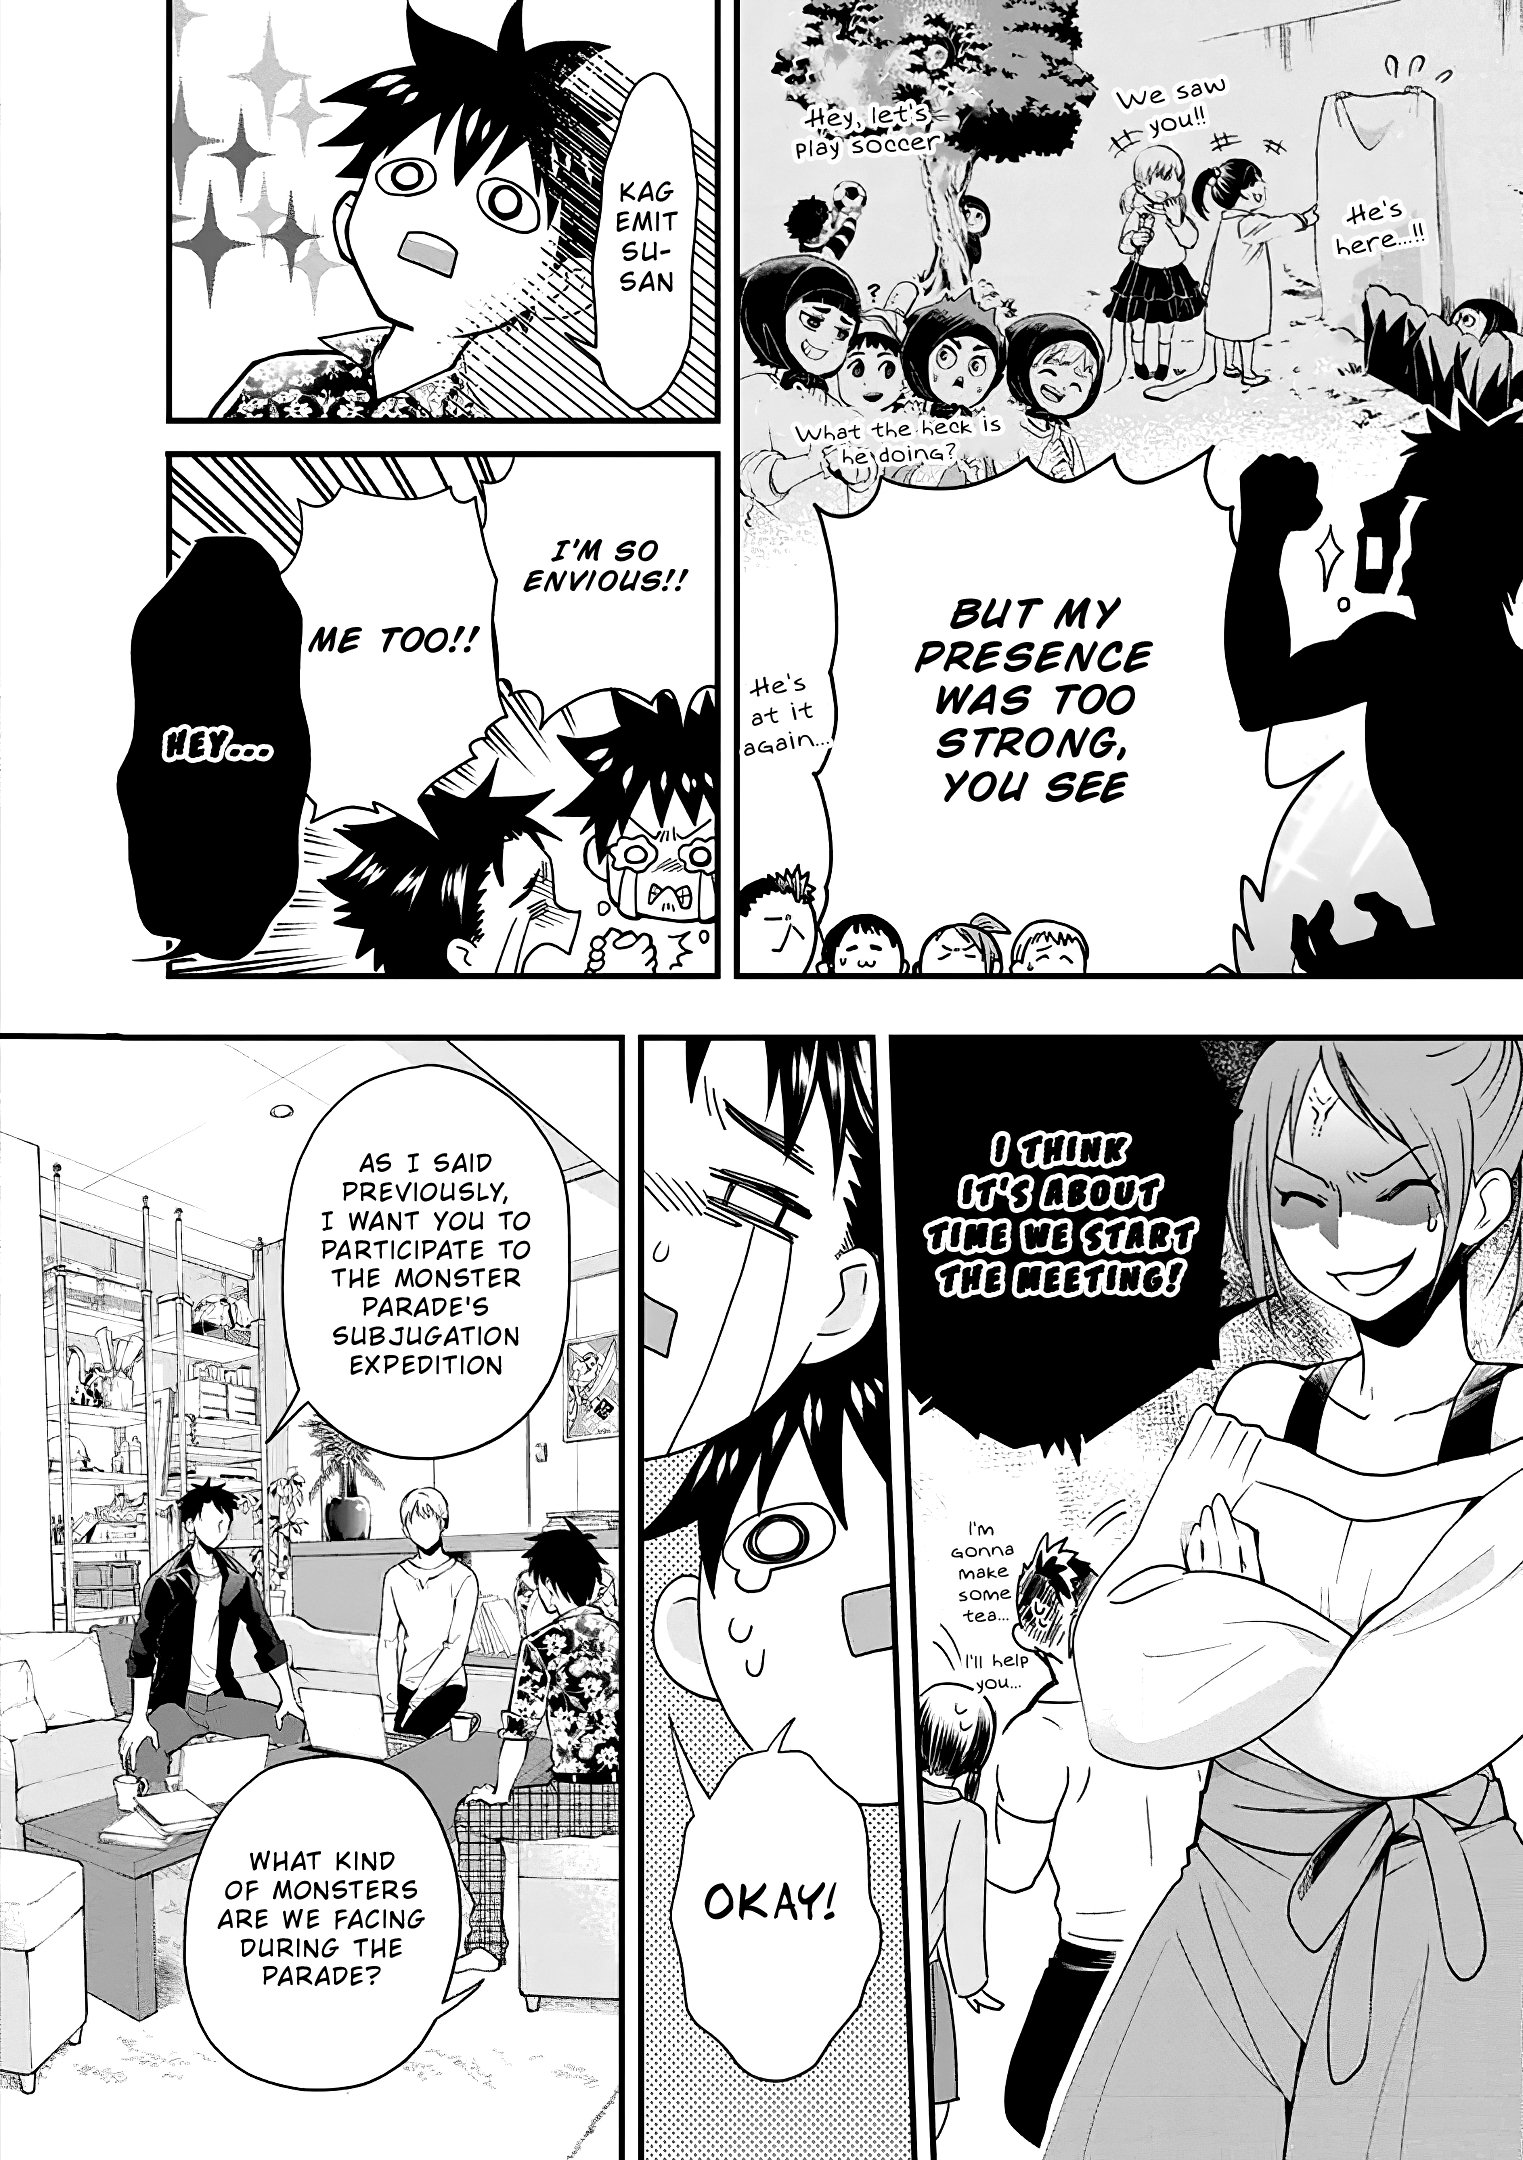 We saw
you!!
Hey, let's
play soccer
He's
here...!!
What the heck is
he doing?
BUT MY
PRESENCE
WAS TOO
STRONG,
YOU SEE
He's
at it
again...
KAG
EMIT
SU-
SAN
I'M SO
ENVIOUS!!
ME TOO!!
HEY...
I THINK
IT'S ABOUT
TIME WE START
THE MEETING!
I'm
gonna
make
some
tea...
I'll help
you...
OKAY!
AS I SAID
PREVIOUSLY,
I WANT YOU TO
PARTICIPATE TO
THE MONSTER
PARADE'S
SUBJUGATION
EXPEDITION
WHAT KIND
OF MONSTERS
ARE WE FACING
DURING THE
PARADE?